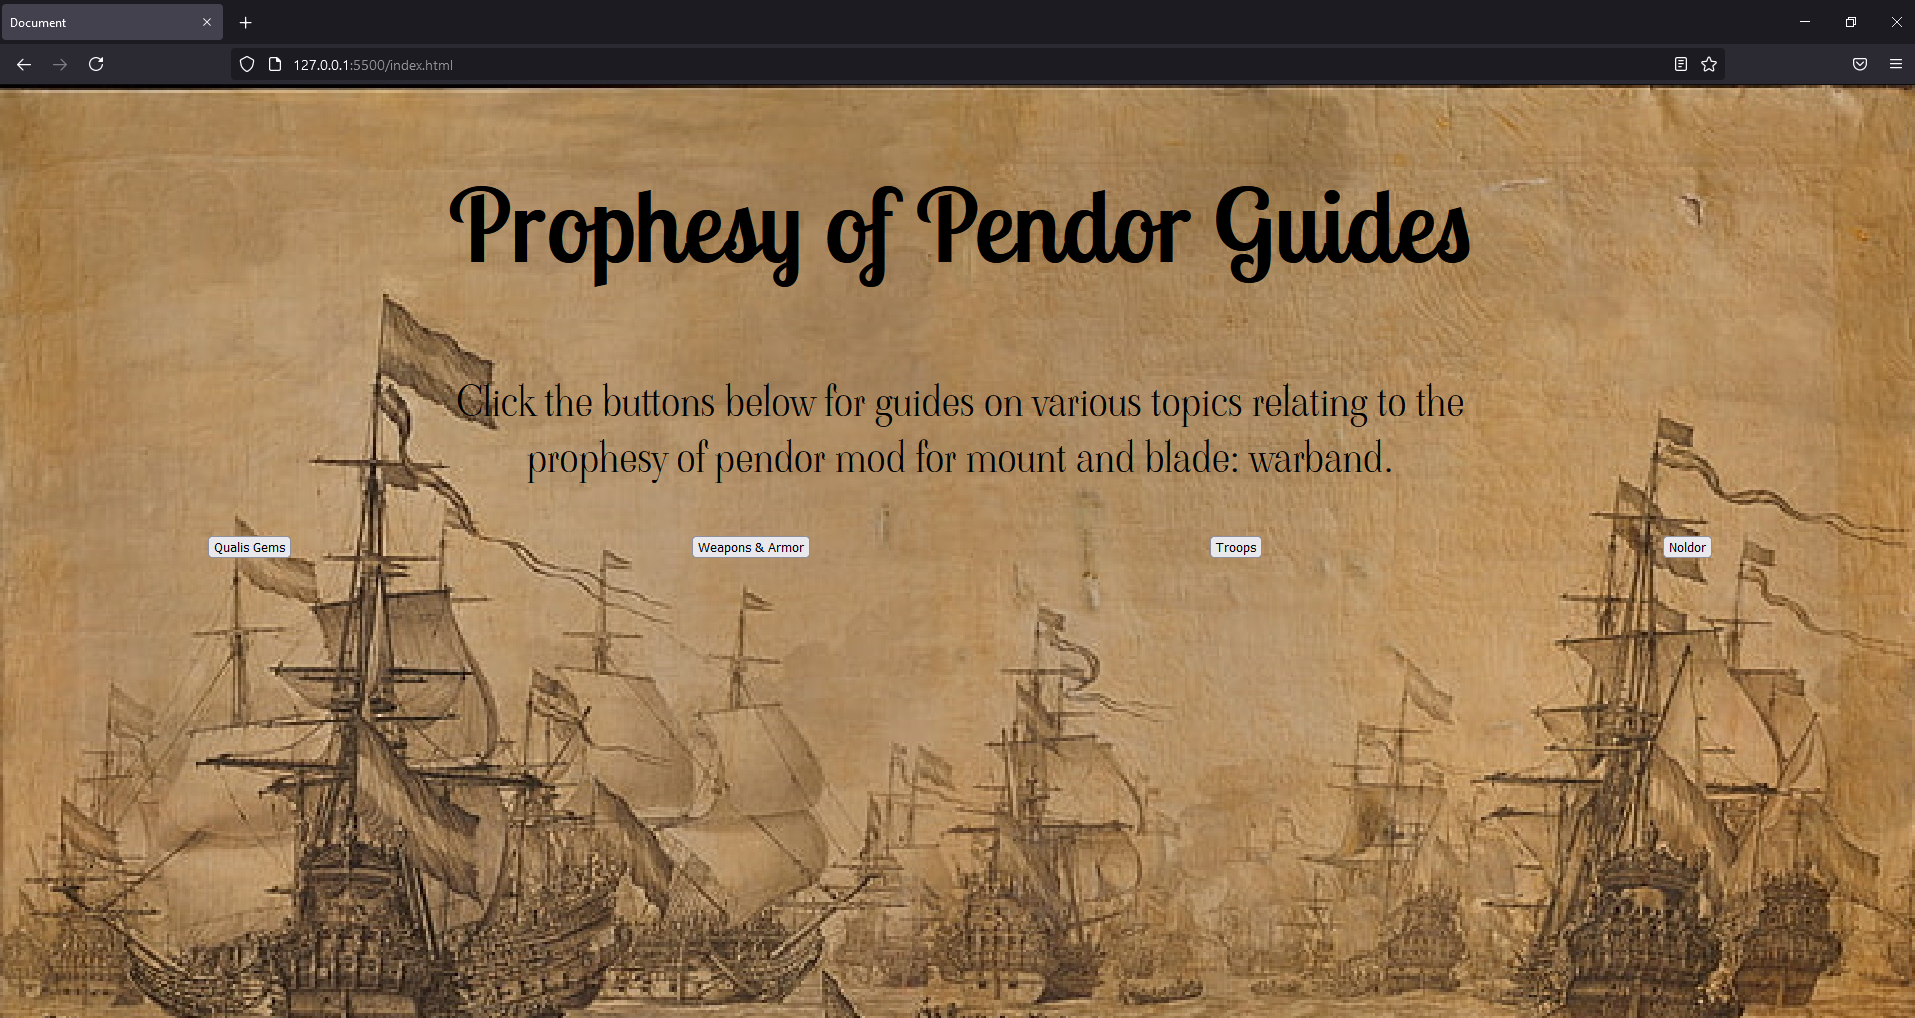 Document
127.0.0.1:5500/index.html
Prophesy of Pendor Guides
Click the buttons below for guides on various topics relating to the
prophesy of pendor mod for mount and blade: warband.
Qualis Gems Weapons & Armor Troops Noldor